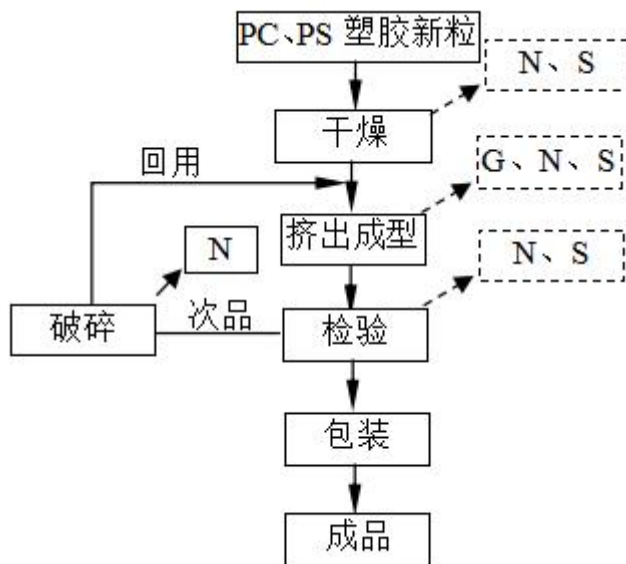 PC、PS 塑胶新粒
N、S
干燥
回用
G、N、S
挤出成型
N
N、S
破碎
次品
检验
包装
成品